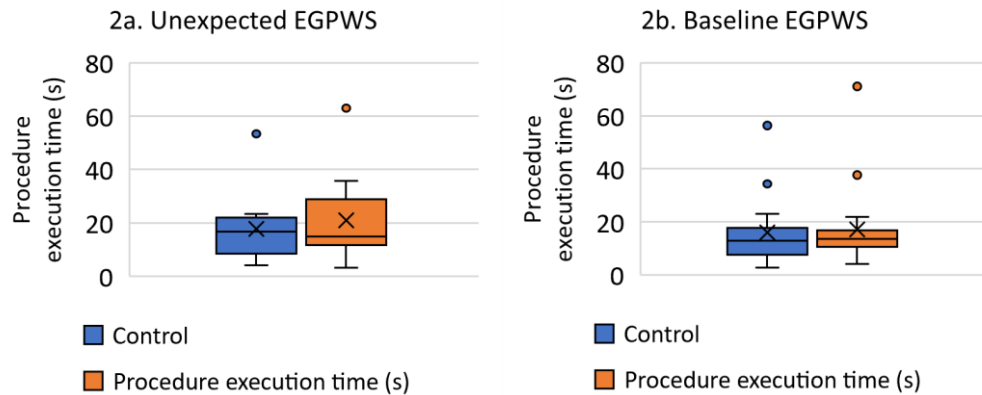 2a. Unexpected EGPWS
Procedure
execution time (s)
80
60
40
20
0
Control
Procedure execution time (s)
2b. Baseline EGPWS
Procedure
execution time (s)
80
60
40
20
0
Control
Procedure execution time (s)